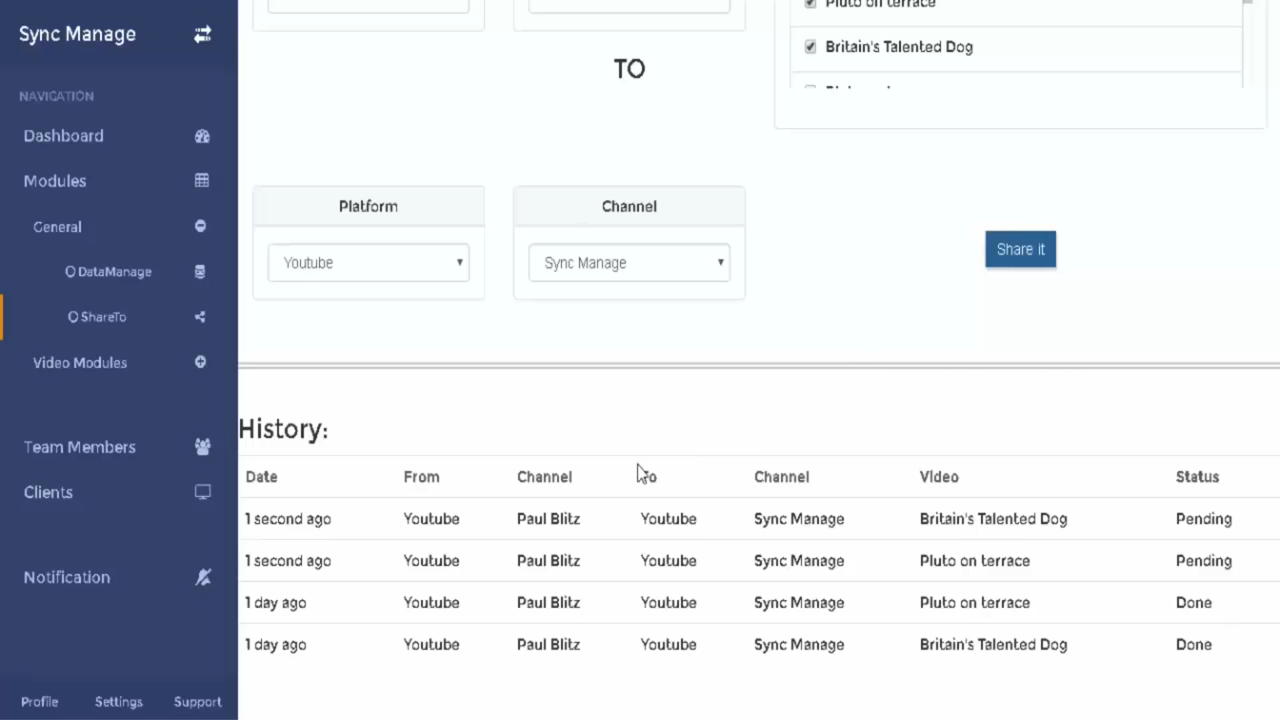 Sync Manage
NAVIGATION
Dashboard
Modules
General
DataManage
ShareTo
Video Modules
Team Members
Clients
Notification
Profile Settings Support
Pluto on terrace
Britain's Talented Dog
TO
Platform Channel
Youtube Sync Manage
Share it
History:
Date From Channel To Channel Video Status
1 second ago Youtube Paul Blitz Youtube Sync Manage Britain's Talented Dog Pending
1 second ago Youtube Paul Blitz Youtube Sync Manage Pluto on terrace Pending
1 day ago Youtube Paul Blitz Youtube Sync Manage Pluto on terrace Done
1 day ago Youtube Paul Blitz Youtube Sync Manage Britain's Talented Dog Done